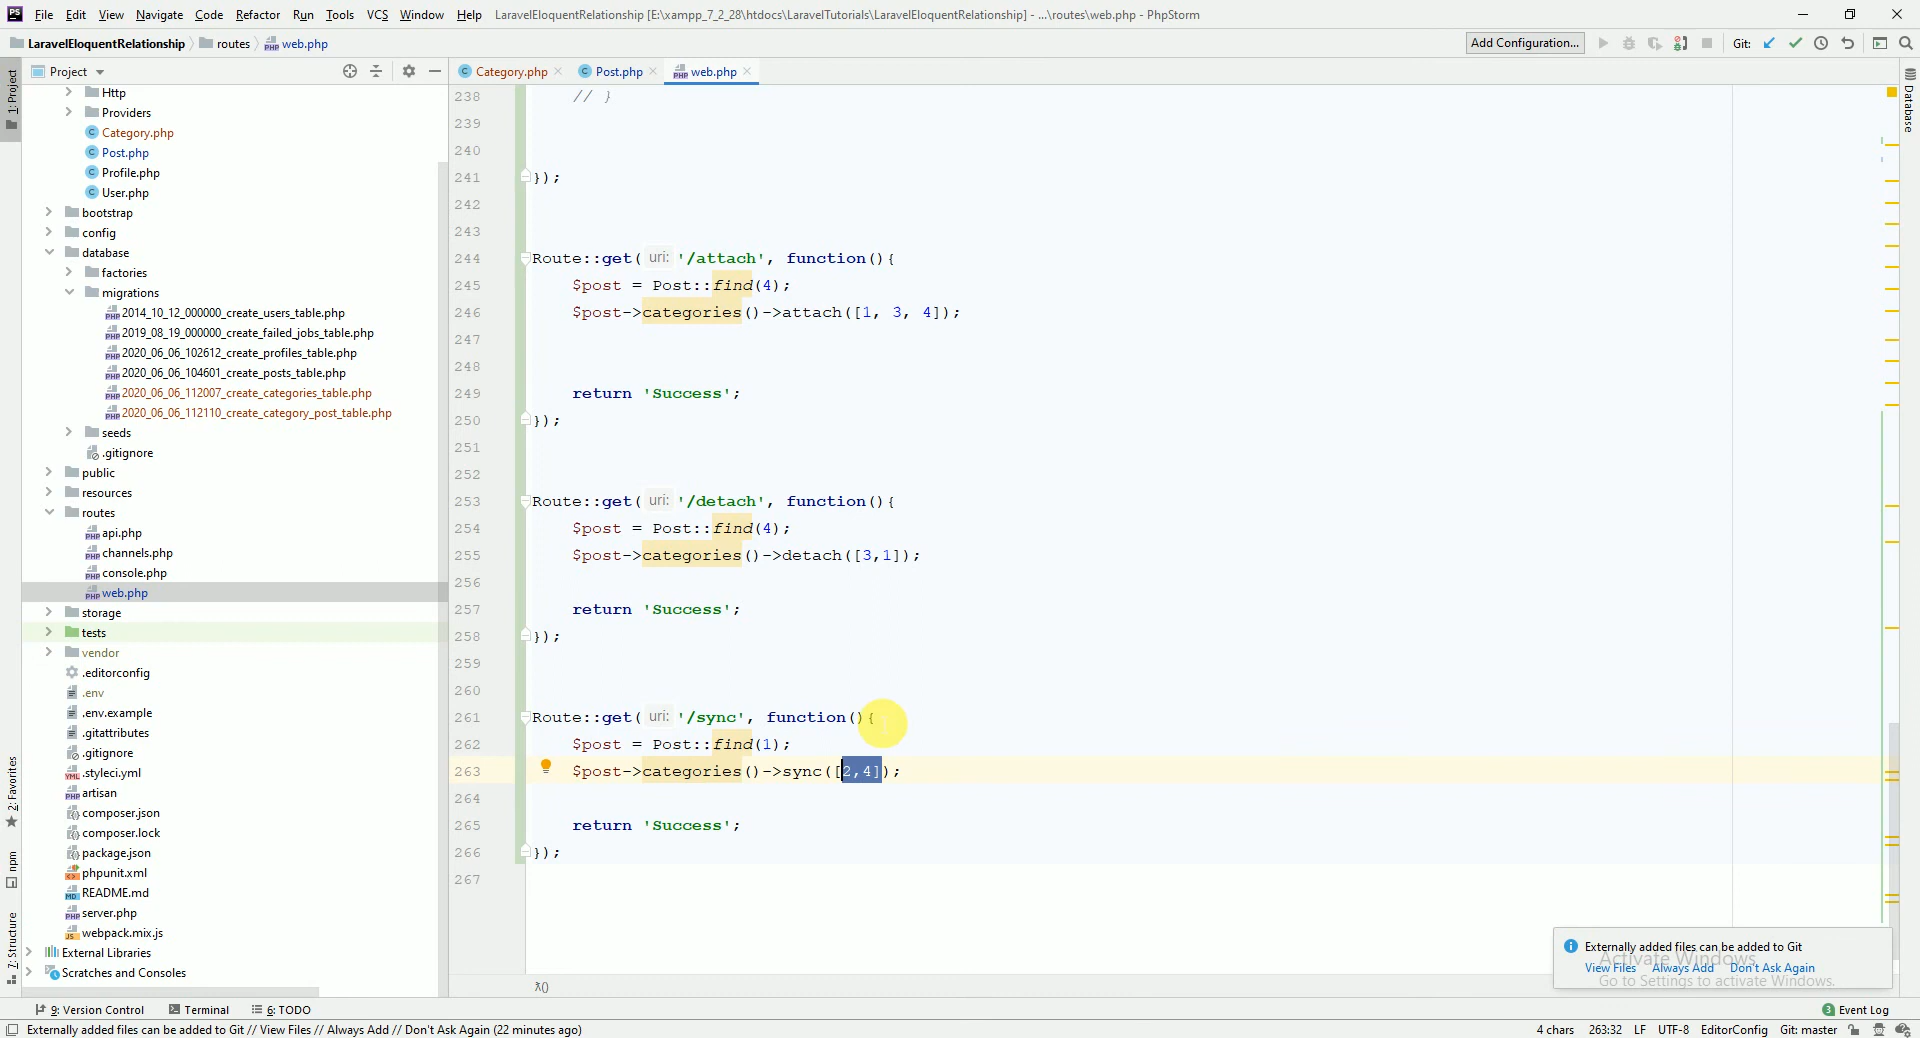 File Edit View Navigate Code Refactor Run Tools VCS Window Help LaravelEloquentRelationship [E:\xampp_7_2_28\htdocs\LaravelTutorials\LaravelEloquentRelationship] - ...\routes\web.php - PhpStorm
LaravelEloquentRelationship routes web.php Add Configuration... Git:
Project Category.php Post.php web.php
1: Project
Database
Http
Providers
Category.php
Post.php
Profile.php
User.php
bootstrap
config
database
factories
migrations
2014_10_12_000000_create_users_table.php
2019_08_19_000000_create_failed_jobs_table.php
2020_06_06_102612_create_profiles_table.php
2020_06_06_104601_create_posts_table.php
2020_06_06_112007_create_categories_table.php
2020_06_06_112110_create_category_post_table.php
seeds
.gitignore
public
resources
routes
api.php
channels.php
console.php
web.php
storage
tests
vendor
.editorconfig
.env
.env.example
.gitattributes
.gitignore
.styleci.yml
artisan
composer.json
composer.lock
package.json
phpunit.xml
README.md
server.php
webpack.mix.js
External Libraries
Scratches and Consoles
2: Favorites
npm
7: Structure
238 // }
239
240
241 });
242
243
244 Route::get( uri: '/attach', function(){
245 $post = Post::find(4);
246 $post->categories()->attach([1, 3, 4]);
247
248
249 return 'Success';
250 });
251
252
253 Route::get( uri: '/detach', function(){
254 $post = Post::find(4);
255 $post->categories()->detach([3,1]);
256
257 return 'Success';
258 });
259
260
261 Route::get( uri: '/sync', function(){
262 $post = Post::find(1);
263 $post->categories()->sync([2,4]);
264
265 return 'Success';
266 });
267
λ()
Externally added files can be added to Git
View Files Always Add Don't Ask Again
Activate Windows
Go to Settings to activate Windows.
9: Version Control Terminal 6: TODO 3 Event Log
Externally added files can be added to Git // View Files // Always Add // Don't Ask Again (22 minutes ago) 4 chars 263:32 LF UTF-8 EditorConfig Git: master